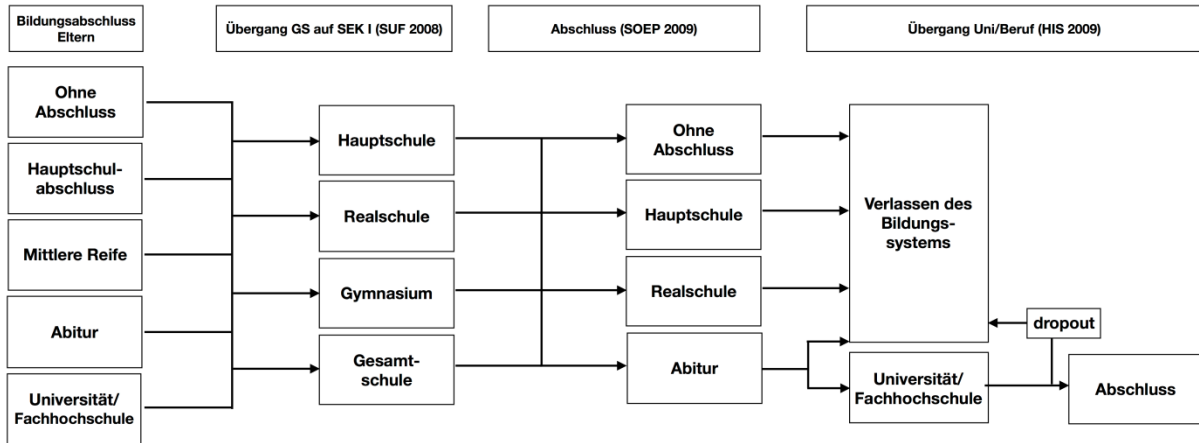 Bildungsabschluss
Eltern
Übergang GS auf SEK I (SUF 2008)
Abschluss (SOEP 2009)
Übergang Uni/Beruf (HIS 2009)
Ohne
Abschluss
Hauptschul-
abschluss
Mittlere Reife
Abitur
Universität/
Fachhochschule
Hauptschule
Realschule
Gymnasium
Gesamt-
schule
Ohne
Abschluss
Hauptschule
Realschule
Abitur
Verlassen des
Bildungs-
systems
Universität/
Fachhochschule
dropout
Abschluss